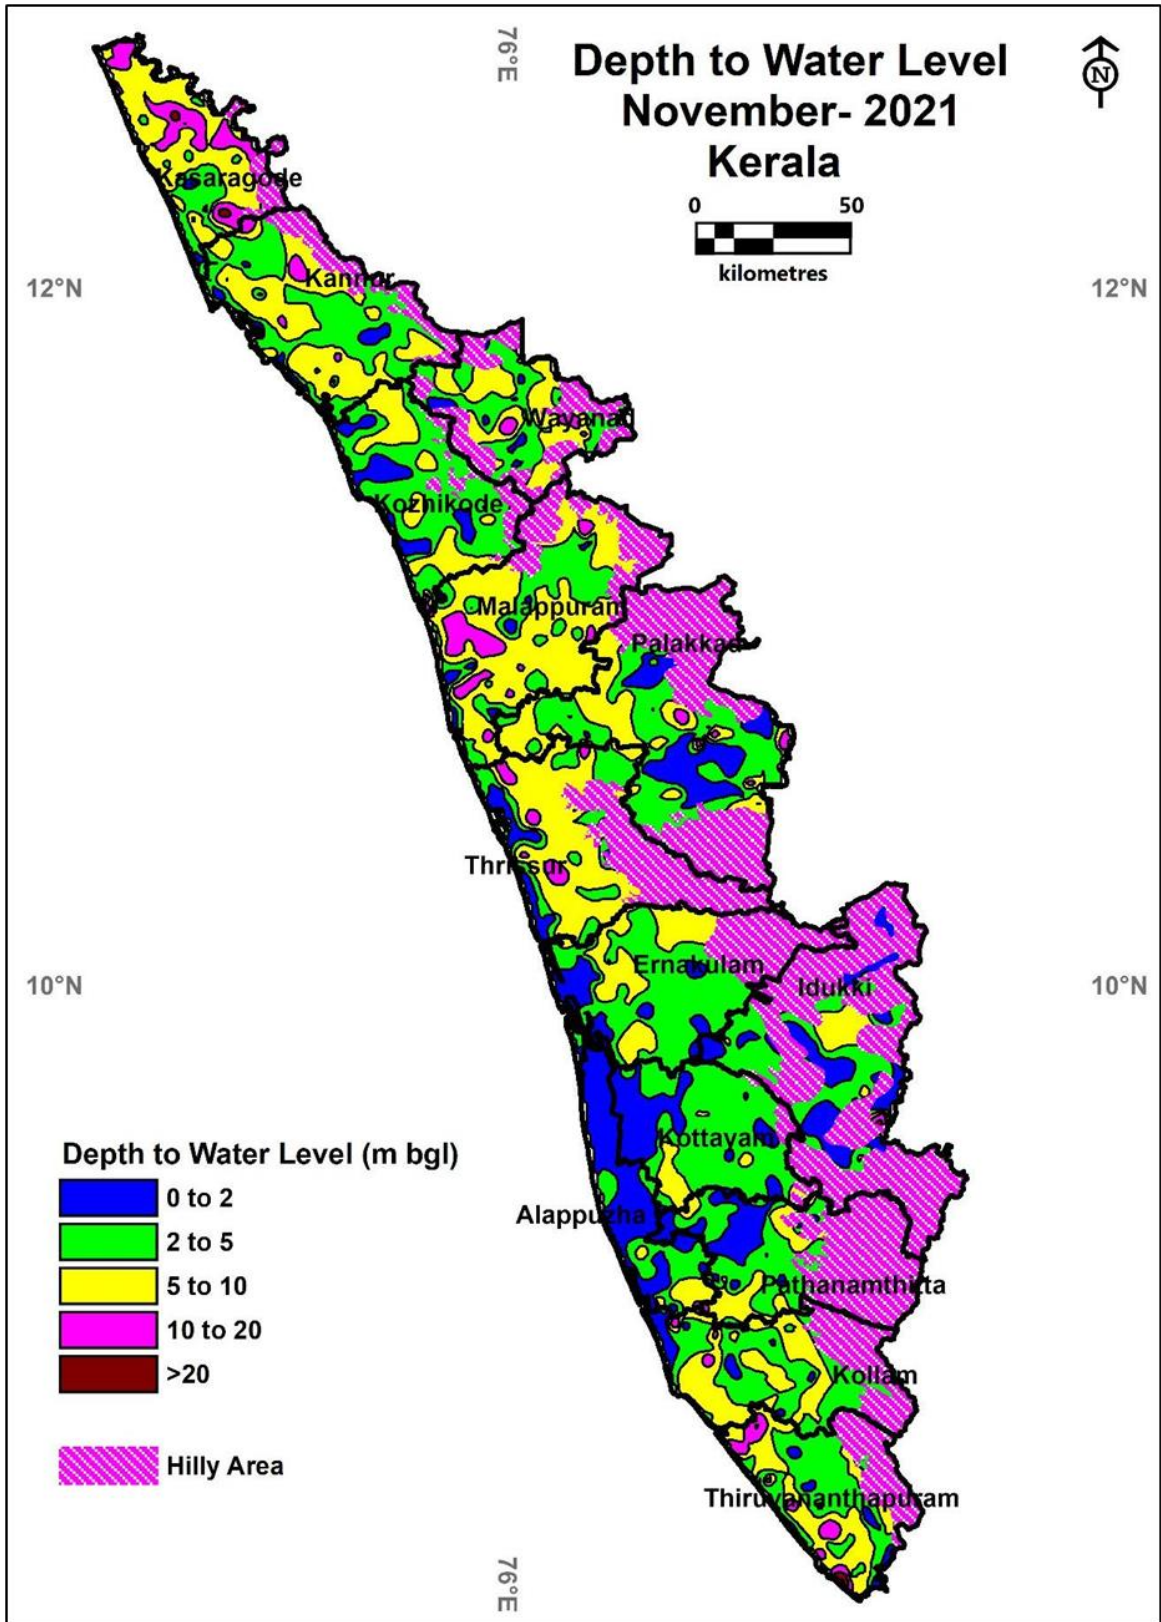 76°E
Depth to Water Level
November- 2021
Kerala
N
0 50
kilometres
Kasaragode
12°N
Kannur
12°N
Wayanad
Kozhikode
Malappuram
Palakkad
Thrissur
Ernakulam
10°N
Idukki
10°N
Kottayam
Depth to Water Level (m bgl)
0 to 2
Alappuzha
2 to 5
5 to 10
Pathanamthitta
10 to 20
>20
Kollam
Hilly Area
Thiruvananthapuram
76°E